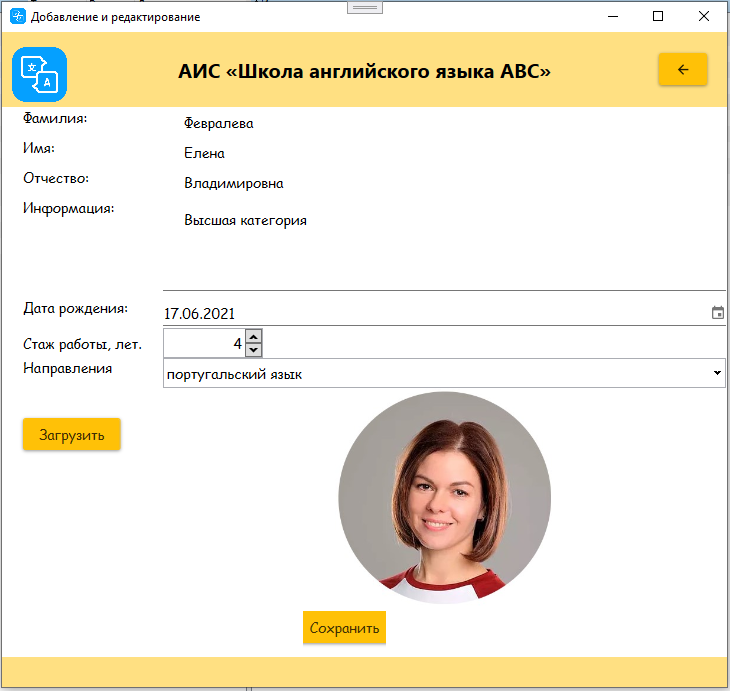 Добавление и редактирование
文
A
АИС «Школа английского языка АВС»
Фамилия: Февралева
Имя: Елена
Отчество: Владимировна
Информация: Высшая категория
Дата рождения: 17.06.2021
Стаж работы, лет. 4
Направления португальский язык
Загрузить
Сохранить